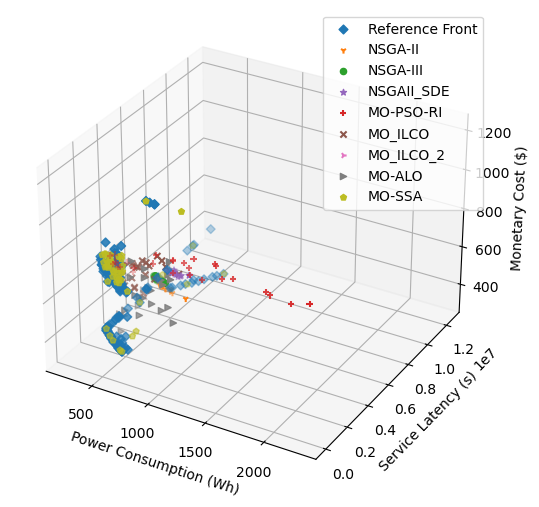 Reference Front
NSGA-II
NSGA-III
NSGAII_SDE
MO-PSO-RI
MO_ILCO
MO_ILCO_2
MO-ALO
MO-SSA
1200
1000
800
600
400
Monetary Cost ($)
1e7
1.2
1.0
0.8
0.6
0.4
0.2
0.0
Service Latency (s)
500
1000
1500
2000
Power Consumption (Wh)